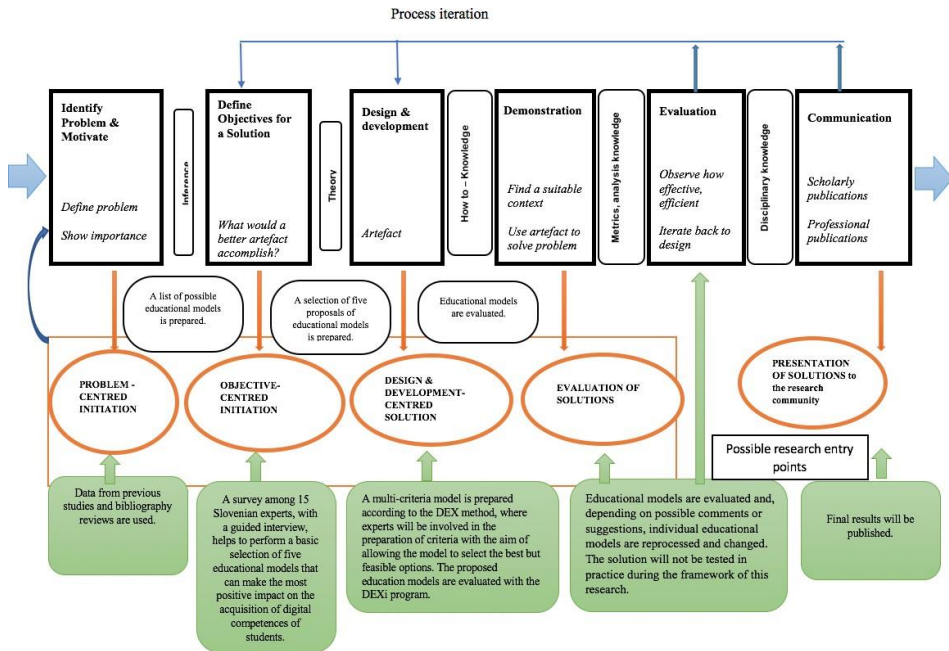 Process iteration
Identify
Problem &
Motivate
Define problem
Show importance
Inference
Define
Objectives for
a Solution
What would a
better artefact
accomplish?
Theory
Design &
development
Artefact
How to – Knowledge
Demonstration
Find a suitable
context
Use artefact to
solve problem
Metrics, analysis knowledge
Evaluation
Observe how
effective,
efficient
Iterate back to
design
Disciplinary knowledge
Communication
Scholarly
publications
Professional
publications
A list of possible
educational models
is prepared.
A selection of five
proposals of
educational models is
prepared.
Educational models
are evaluated.
PROBLEM -
CENTRED
INITIATION
OBJECTIVE-
CENTRED
INITIATION
DESIGN &
DEVELOPMENT-
CENTRED
SOLUTION
EVALUATION OF
SOLUTIONS
PRESENTATION
OF SOLUTIONS to
the research
community
Possible research entry
points
Data from previous
studies and bibliography
reviews are used.
A survey among 15
Slovenian experts, with
a guided interview,
helps to perform a basic
selection of five
educational models that
can make the most
positive impact on the
acquisition of digital
competences of
students.
A multi-criteria model is prepared
according to the DEX method, where
experts will be involved in the
preparation of criteria with the aim of
allowing the model to select the best but
feasible options. The proposed
education models are evaluated with the
DEXi program.
Educational models are evaluated and,
depending on possible comments or
suggestions, individual educational
models are reprocessed and changed.
The solution will not be tested in
practice during the framework of this
research.
Final results will be
published.